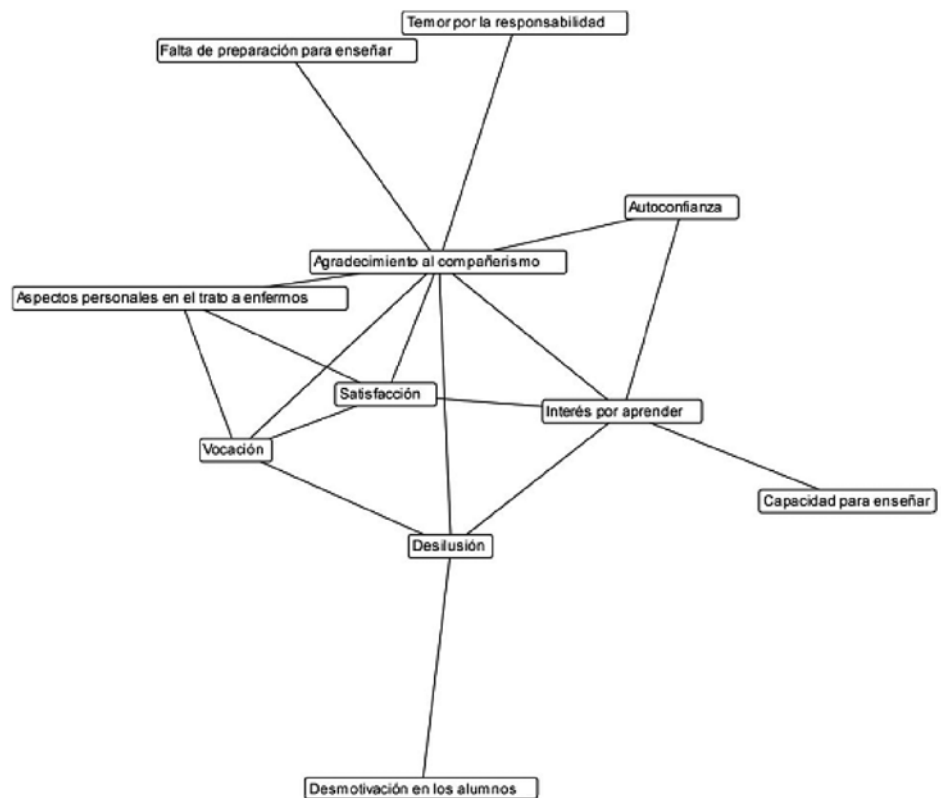 Temor por la responsabilidad
Falta de preparación para enseñar
Autoconfianza
Agradecimiento al compañerismo
Aspectos personales en el trato a enfermos
Satisfacción
Interés por aprender
Vocación
Capacidad para enseñar
Desilusión
Desmotivación en los alumnos